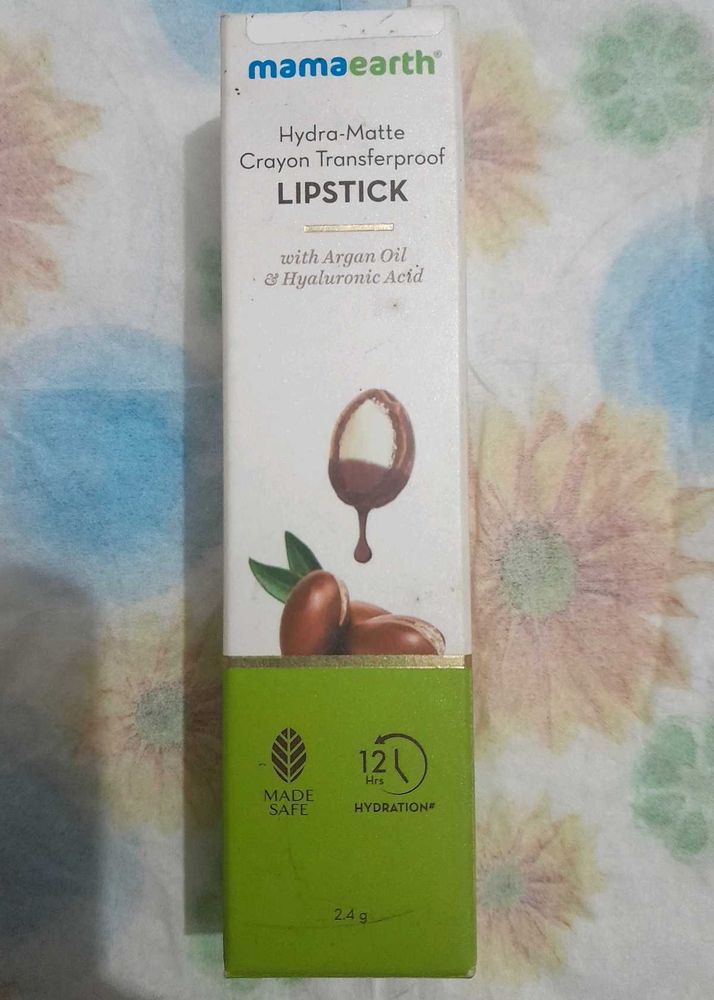 mamaearth®
Hydra-Matte
Crayon Transferproof
LIPSTICK
with Argan Oil
& Hyaluronic Acid
MADE
SAFE
12
Hrs
HYDRATION#
2.4 g